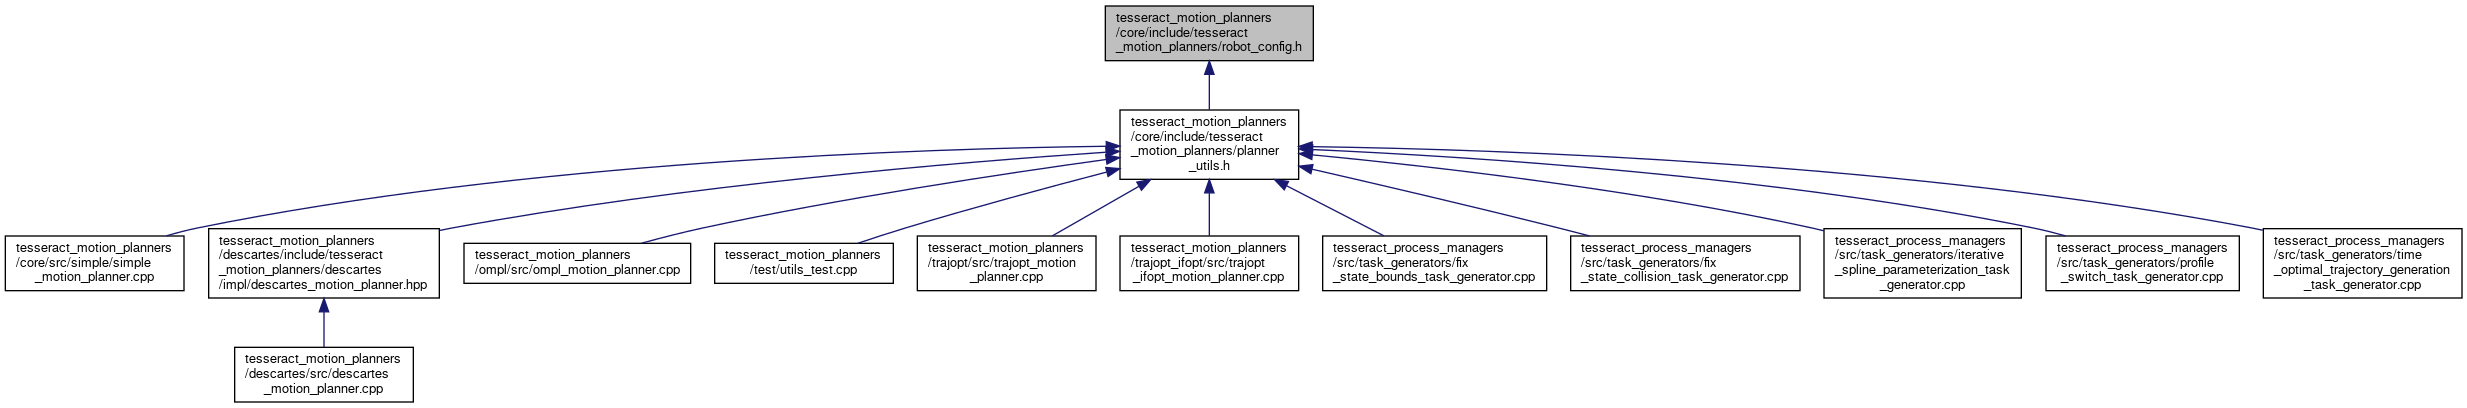 tesseract_motion_planners
/core/include/tesseract
_motion_planners/robot_config.h
tesseract_motion_planners
/core/include/tesseract
_motion_planners/planner
_utils.h
tesseract_motion_planners
/core/src/simple/simple
_motion_planner.cpp
tesseract_motion_planners
/descartes/include/tesseract
_motion_planners/descartes
/impl/descartes_motion_planner.hpp
tesseract_motion_planners
/ompl/src/ompl_motion_planner.cpp
tesseract_motion_planners
/test/utils_test.cpp
tesseract_motion_planners
/trajopt/src/trajopt_motion
_planner.cpp
tesseract_motion_planners
/trajopt_ifopt/src/trajopt
_ifopt_motion_planner.cpp
tesseract_process_managers
/src/task_generators/fix
_state_bounds_task_generator.cpp
tesseract_process_managers
/src/task_generators/fix
_state_collision_task_generator.cpp
tesseract_process_managers
/src/task_generators/iterative
_spline_parameterization_task
_generator.cpp
tesseract_process_managers
/src/task_generators/profile
_switch_task_generator.cpp
tesseract_process_managers
/src/task_generators/time
_optimal_trajectory_generation
_task_generator.cpp
tesseract_motion_planners
/descartes/src/descartes
_motion_planner.cpp